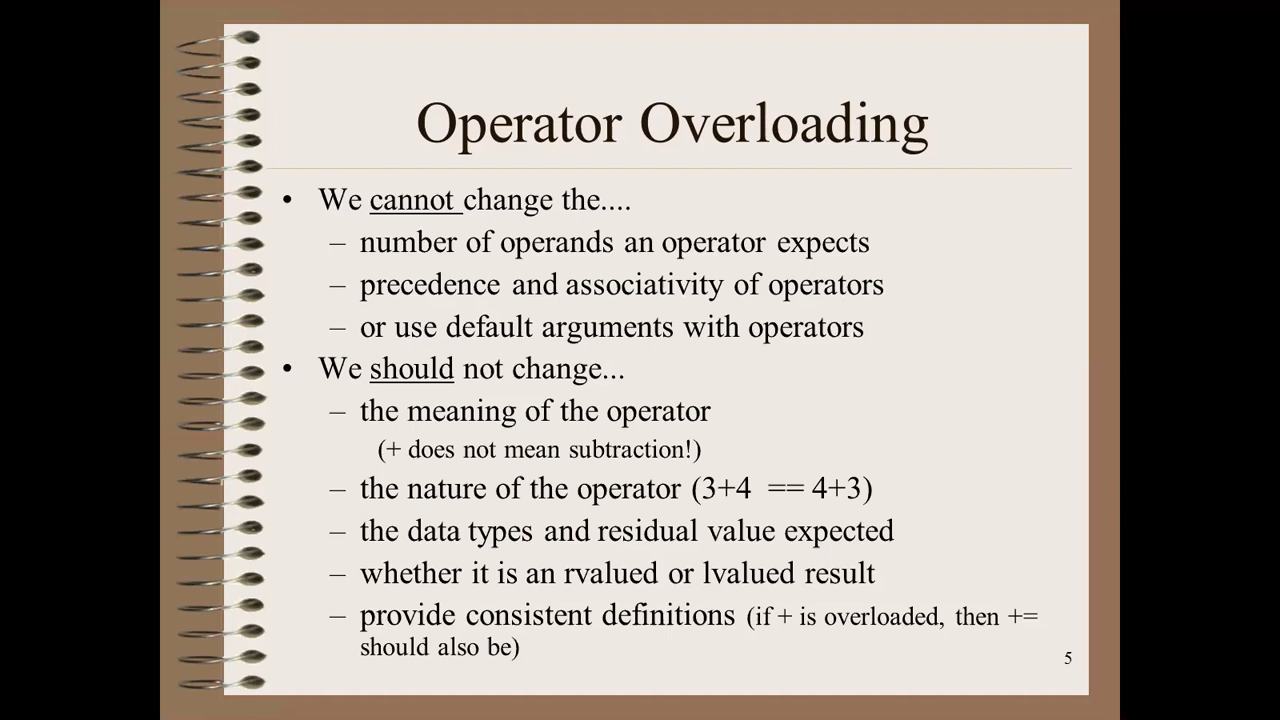 Operator Overloading
• We cannot change the....
– number of operands an operator expects
– precedence and associativity of operators
– or use default arguments with operators
• We should not change...
– the meaning of the operator
(+ does not mean subtraction!)
– the nature of the operator (3+4 == 4+3)
– the data types and residual value expected
– whether it is an rvalued or lvalued result
– provide consistent definitions (if + is overloaded, then +=
should also be)
5